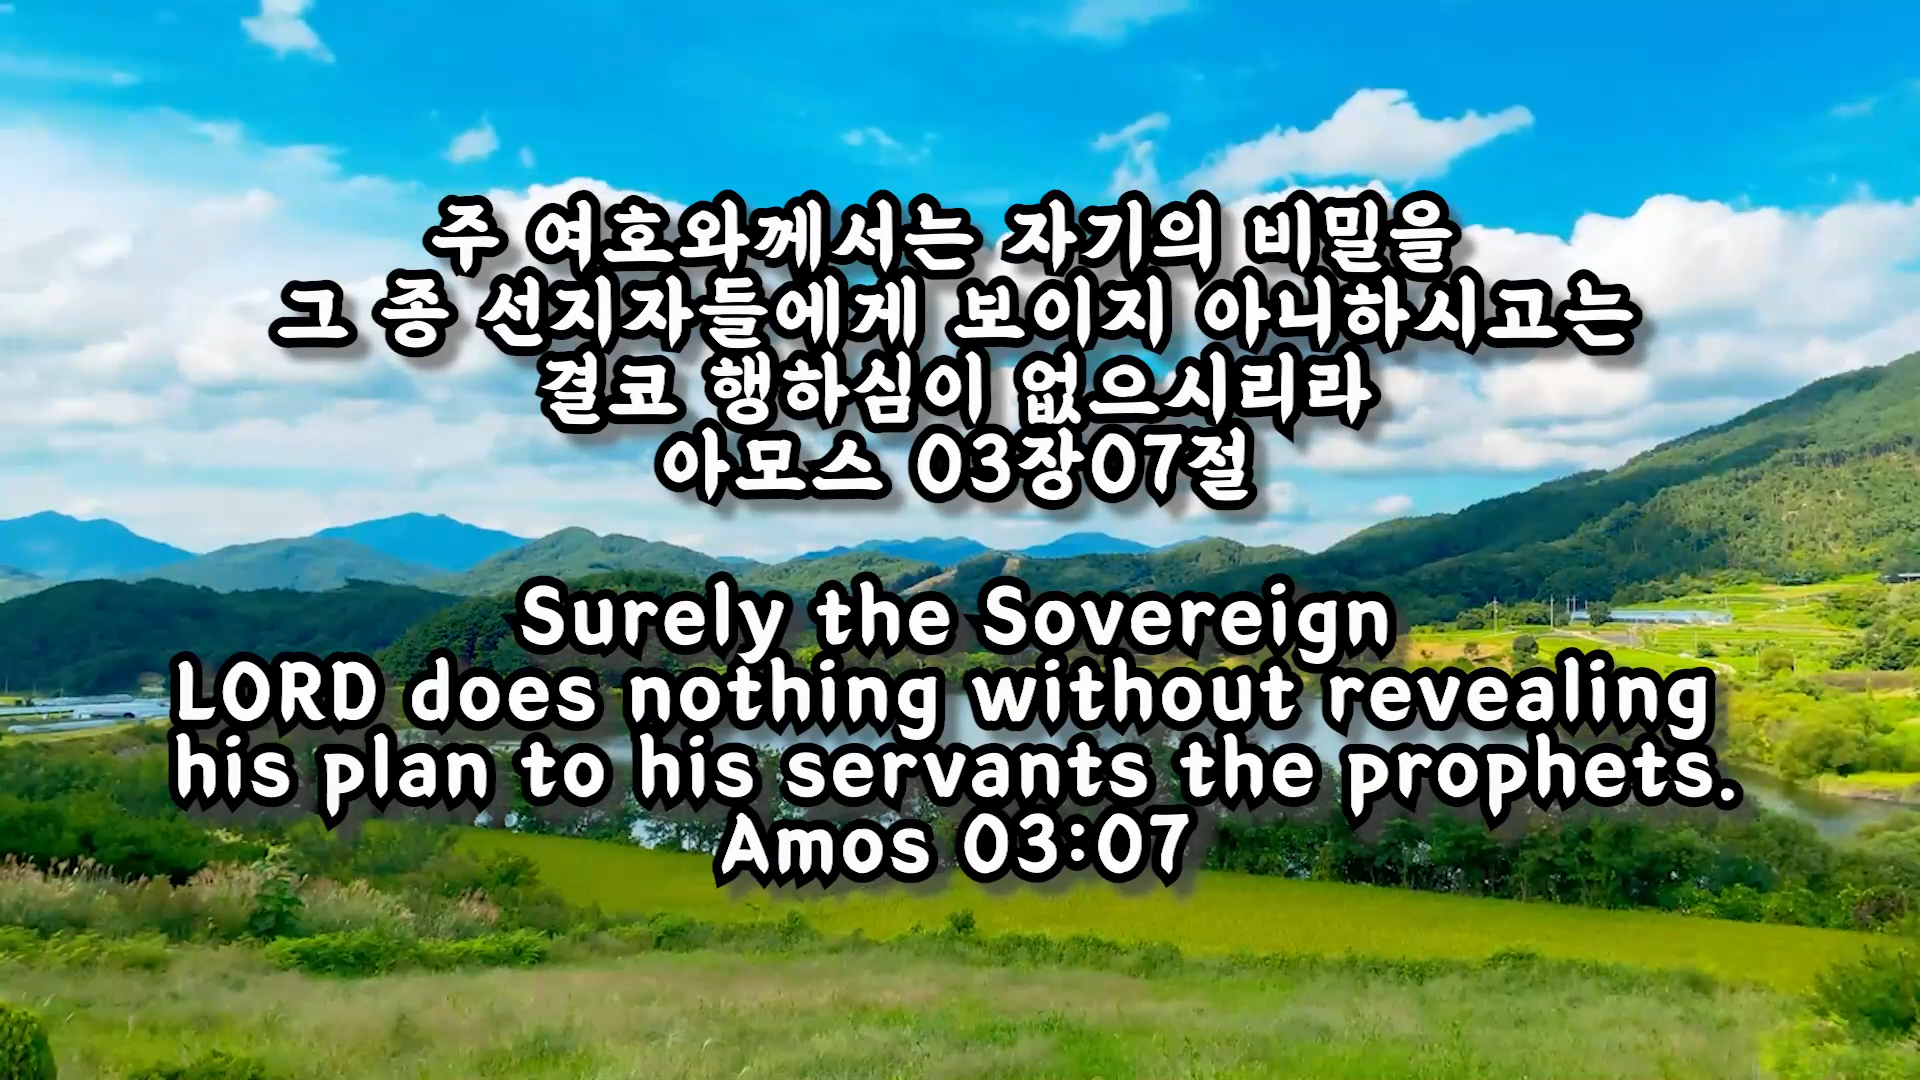 주 여호와께서는 자기의 비밀을
그 종 선지자들에게 보이지 아니하시고는
결코 행하심이 없으시리라
아모스 03장07절
Surely the Sovereign
LORD does nothing without revealing
his plan to his servants the prophets.
Amos 03:07